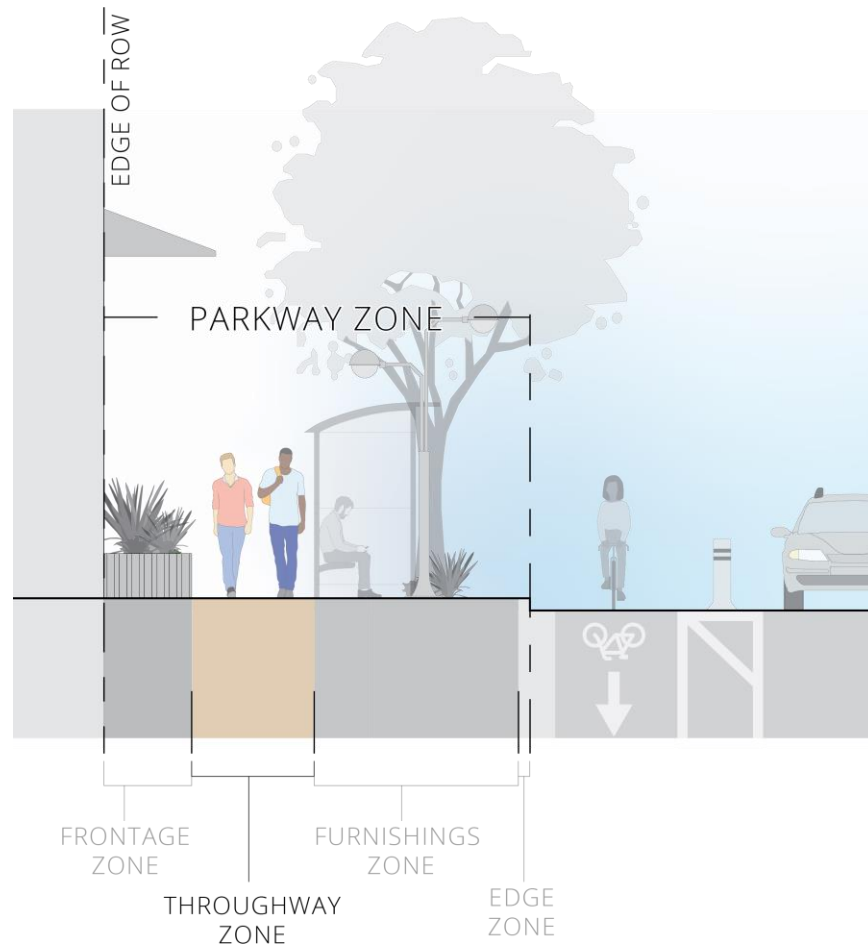 EDGE OF ROW
PARKWAY ZONE
FRONTAGE
ZONE
THROUGHWAY
ZONE
FURNISHINGS
ZONE
EDGE
ZONE